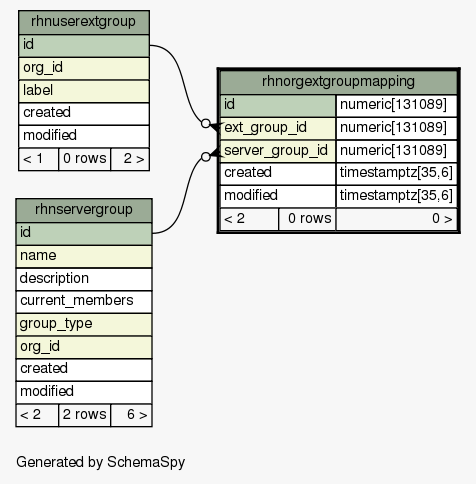 rhnuserextgroup
id
org_id
label
created
modified
< 1 0 rows 2 >
rhnorgextgroupmapping
id numeric[131089]
ext_group_id numeric[131089]
server_group_id numeric[131089]
created timestamptz[35,6]
modified timestamptz[35,6]
< 2 0 rows 0 >
rhnservergroup
id
name
description
current_members
group_type
org_id
created
modified
< 2 2 rows 6 >
Generated by SchemaSpy